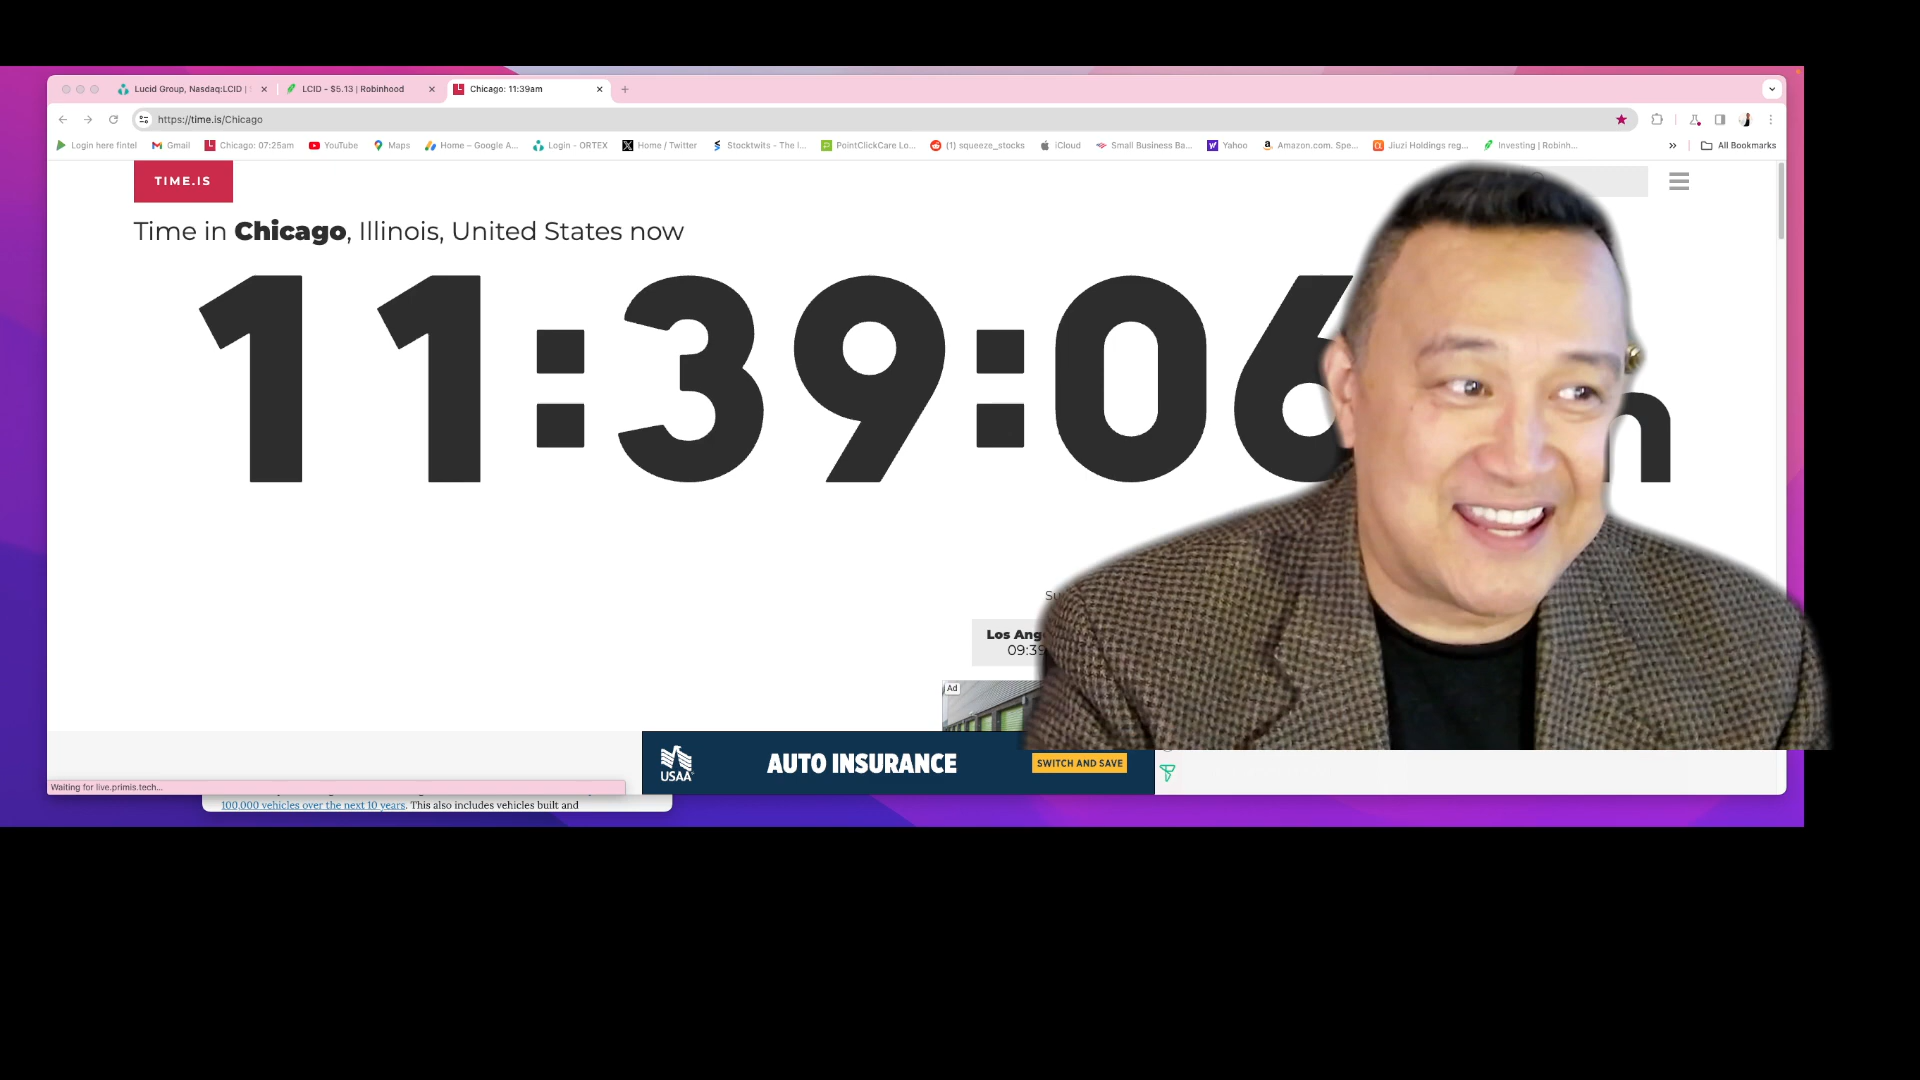 Lucid Group, Nasdaq:LCID |
LCID - $5.13 | Robinhood
Chicago: 11:39am
https://time.is/Chicago
Login here fintel
Gmail
Chicago: 07:25am
YouTube
Maps
Home – Google A...
Login - ORTEX
Home / Twitter
Stocktwits - The l...
PointClickCare Lo...
(1) squeeze_stocks
iCloud
Small Business Ba...
Yahoo
Amazon.com. Spe...
Jiuzi Holdings reg...
Investing | Robinh...
All Bookmarks
TIME.IS
Time in Chicago, Illinois, United States now
11:39:06
Los Ang
09:39
Ad
USAA
AUTO INSURANCE
SWITCH AND SAVE
Waiting for live.primis.tech...
100,000 vehicles over the next 10 years. This also includes vehicles built and